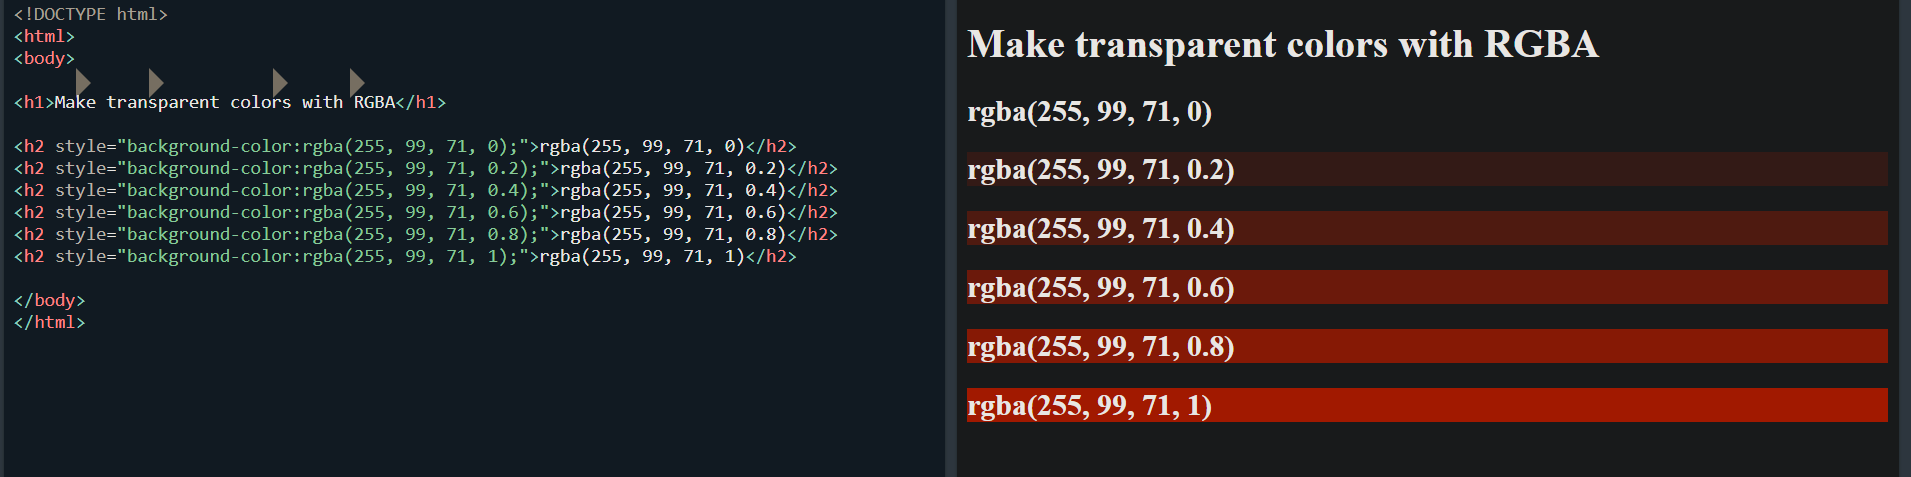 <!DOCTYPE html>
<html>
<body>
<h1>Make transparent colors with RGBA</h1>
<h2 style="background-color:rgba(255, 99, 71, 0);">rgba(255, 99, 71, 0)</h2>
<h2 style="background-color:rgba(255, 99, 71, 0.2);">rgba(255, 99, 71, 0.2)</h2>
<h2 style="background-color:rgba(255, 99, 71, 0.4);">rgba(255, 99, 71, 0.4)</h2>
<h2 style="background-color:rgba(255, 99, 71, 0.6);">rgba(255, 99, 71, 0.6)</h2>
<h2 style="background-color:rgba(255, 99, 71, 0.8);">rgba(255, 99, 71, 0.8)</h2>
<h2 style="background-color:rgba(255, 99, 71, 1);">rgba(255, 99, 71, 1)</h2>
</body>
</html>
Make transparent colors with RGBA
rgba(255, 99, 71, 0)
rgba(255, 99, 71, 0.2)
rgba(255, 99, 71, 0.4)
rgba(255, 99, 71, 0.6)
rgba(255, 99, 71, 0.8)
rgba(255, 99, 71, 1)